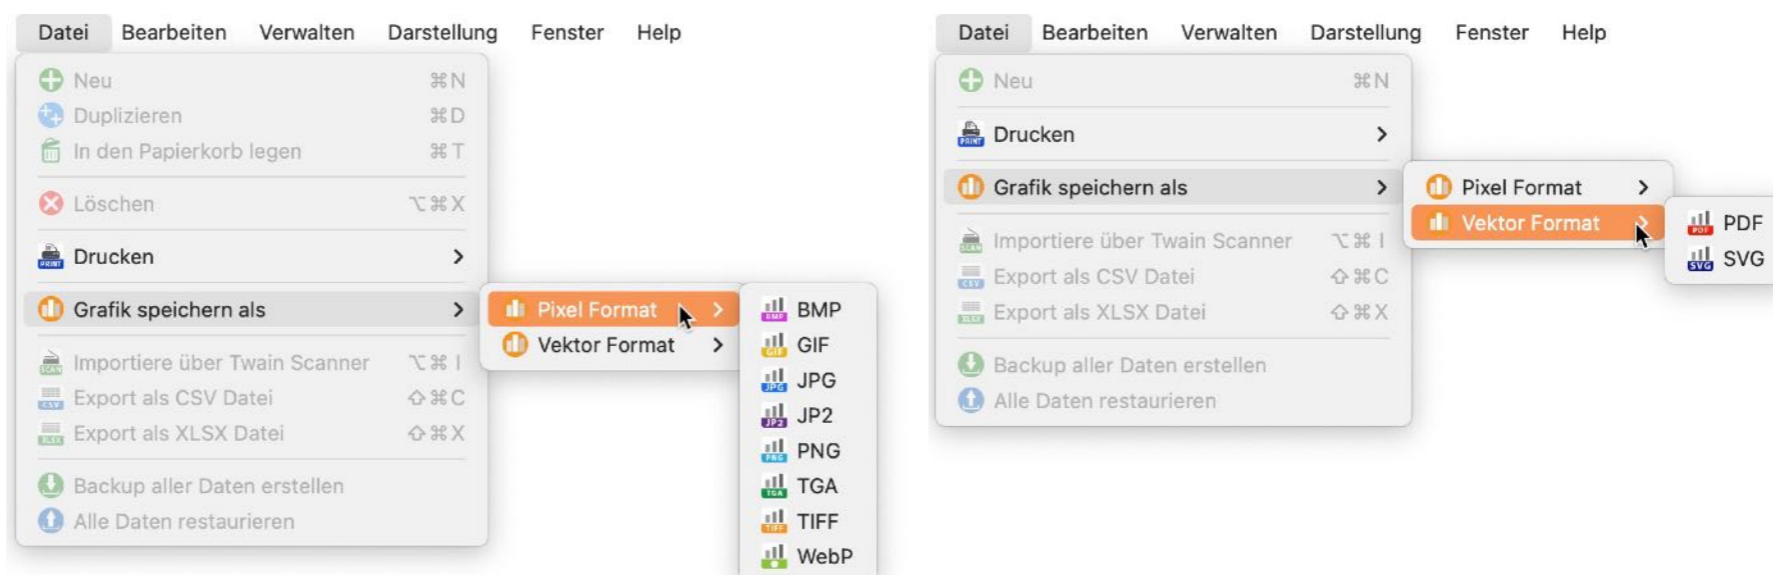 Datei Bearbeiten Verwalten Darstellung Fenster Help
Neu ⌘N
Duplizieren ⌘D
In den Papierkorb legen ⌘T
Löschen ⌥⌘X
Drucken
Grafik speichern als
Importiere über Twain Scanner ⌥⌘I
Export als CSV Datei ⇧⌘C
Export als XLSX Datei ⇧⌘X
Backup aller Daten erstellen
Alle Daten restaurieren
Pixel Format
Vektor Format
BMP
GIF
JPG
JP2
PNG
TGA
TIFF
WebP
Datei Bearbeiten Verwalten Darstellung Fenster Help
Neu ⌘N
Drucken
Grafik speichern als
Importiere über Twain Scanner ⌥⌘I
Export als CSV Datei ⇧⌘C
Export als XLSX Datei ⇧⌘X
Backup aller Daten erstellen
Alle Daten restaurieren
Pixel Format
Vektor Format
PDF
SVG